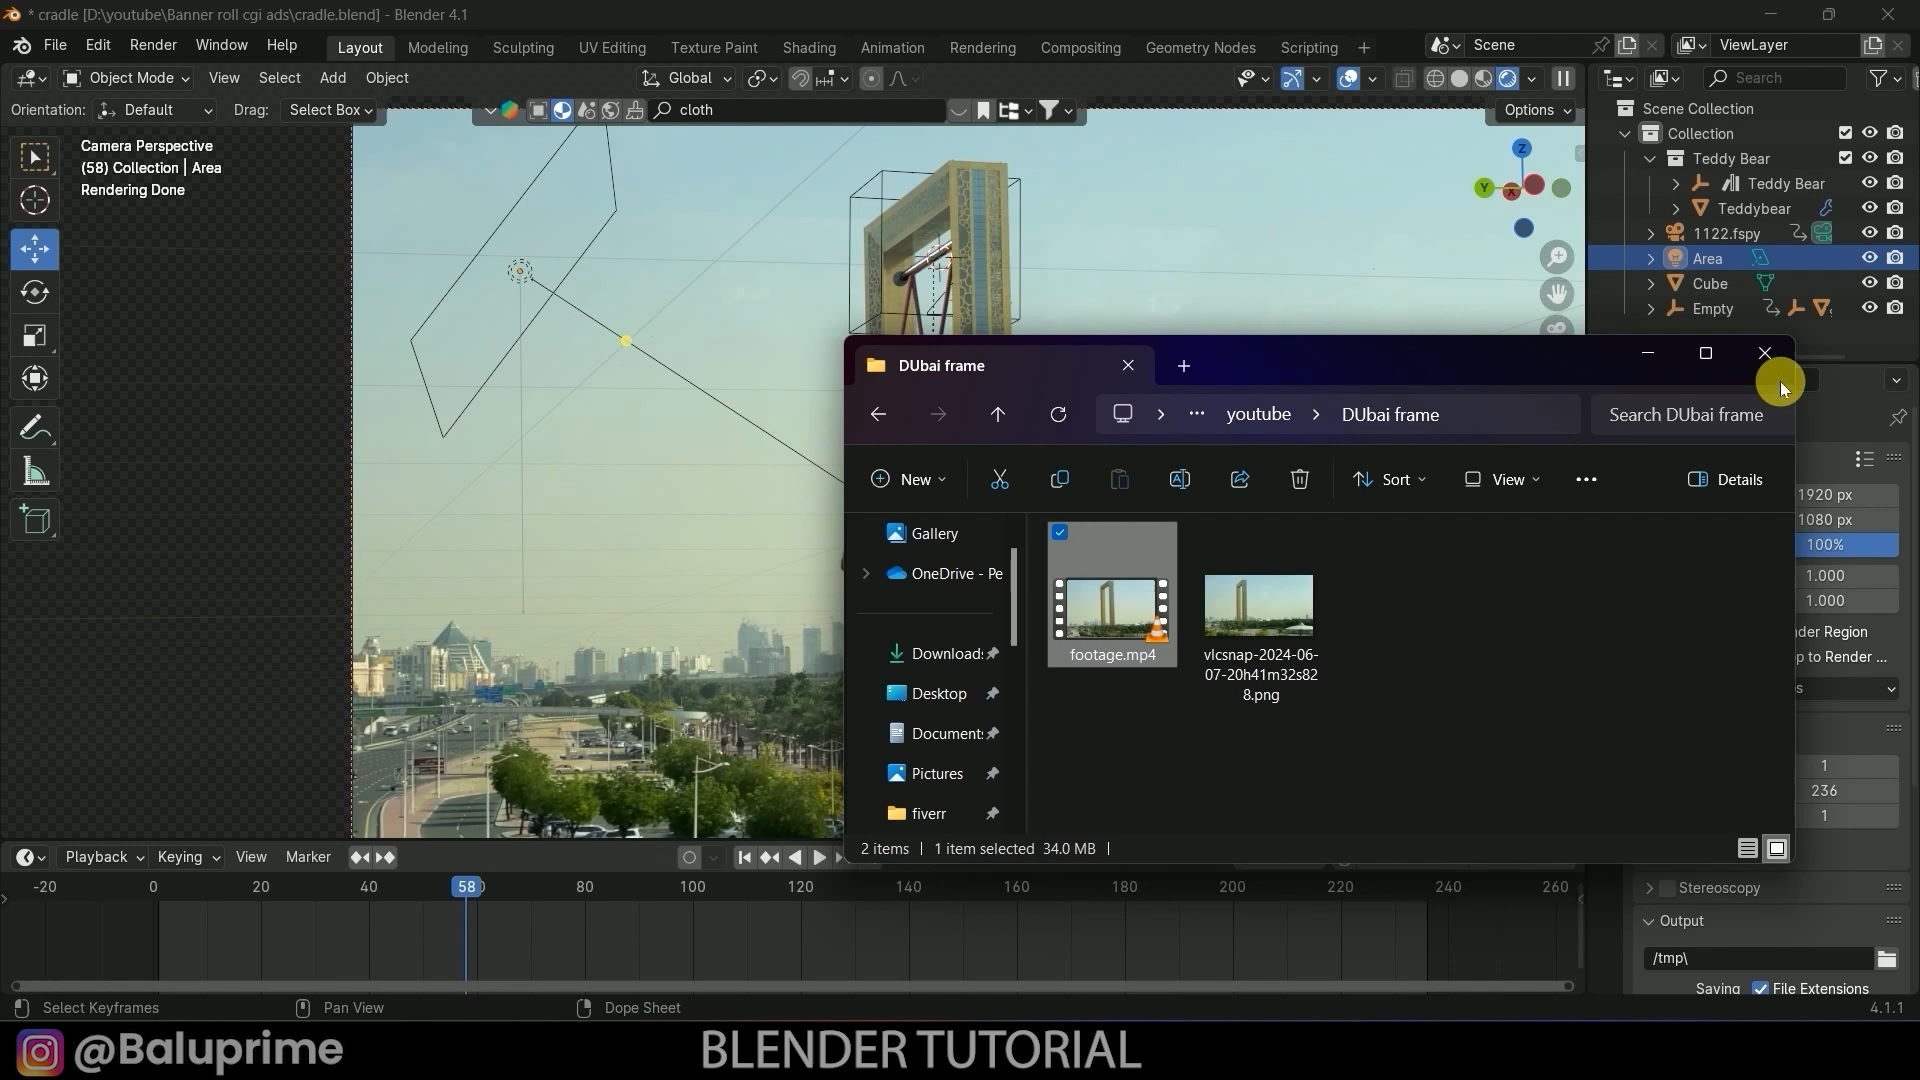 * cradle [D:\youtube\Banner roll cgi ads\cradle.blend] - Blender 4.1
File Edit Render Window Help
Layout Modeling Sculpting UV Editing Texture Paint Shading Animation Rendering Compositing Geometry Nodes Scripting +
Scene
ViewLayer
Object Mode View Select Add Object
Global
Search
Orientation: Default Drag: Select Box
cloth
Options
Camera Perspective
(58) Collection | Area
Rendering Done
Z
Y
X
Scene Collection
Collection
Teddy Bear
Teddy Bear
Teddybear
1122.fspy
Area
Cube
Empty
DUbai frame
youtube > DUbai frame
Search DUbai frame
New
Sort
View
Details
Gallery
OneDrive - Pe
Downloads
Desktop
Document
Pictures
fiverr
footage.mp4
vlcsnap-2024-06-
07-20h41m32s82
8.png
2 items | 1 item selected 34.0 MB |
1920 px
1080 px
100%
1.000
1.000
der Region
p to Render ...
s
1
236
1
Stereoscopy
Output
/tmp\
Saving File Extensions
Playback Keying View Marker
-20 0 20 40 58 80 100 120 140 160 180 200 220 240 260
Select Keyframes
Pan View
Dope Sheet
4.1.1
@Baluprime
BLENDER TUTORIAL